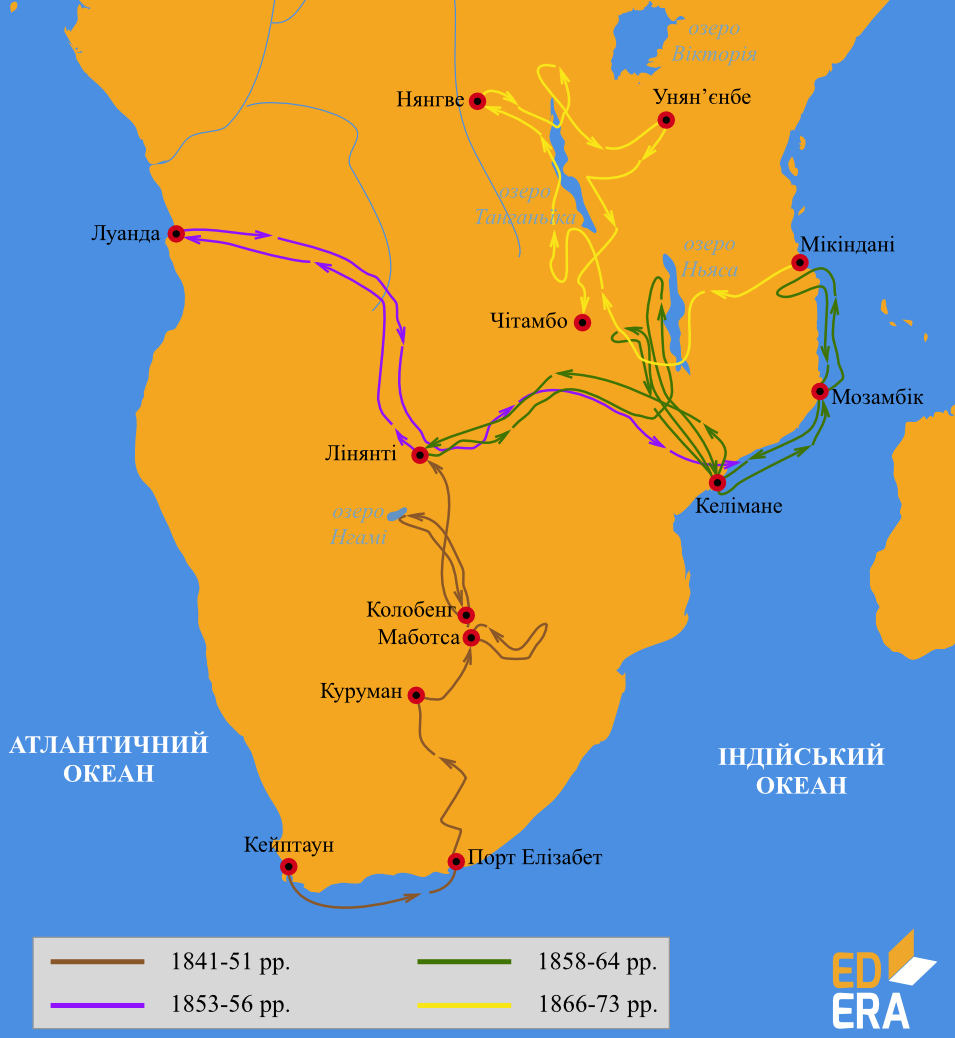 озеро
Вікторія
Нянгве
Унян’єнбе
озеро
Танганьїка
Луанда
озеро
Ньяса
Мікіндані
Чітамбо
Мозамбік
Лінянті
Келімане
озеро
Нгамі
Колобенг
Маботса
Куруман
АТЛАНТИЧНИЙ
ОКЕАН
ІНДІЙСЬКИЙ
ОКЕАН
Кейптаун
Порт Елізабет
1841-51 рр.
1858-64 рр.
1853-56 рр.
1866-73 рр.
ED
ERA